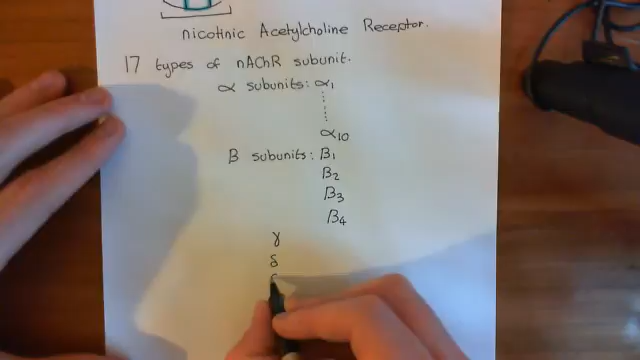 nicotinic Acetylcholine Receptor.
17 types of nAChR subunit.
α subunits: α1
α10
β subunits: β1
β2
β3
β4
γ
δ